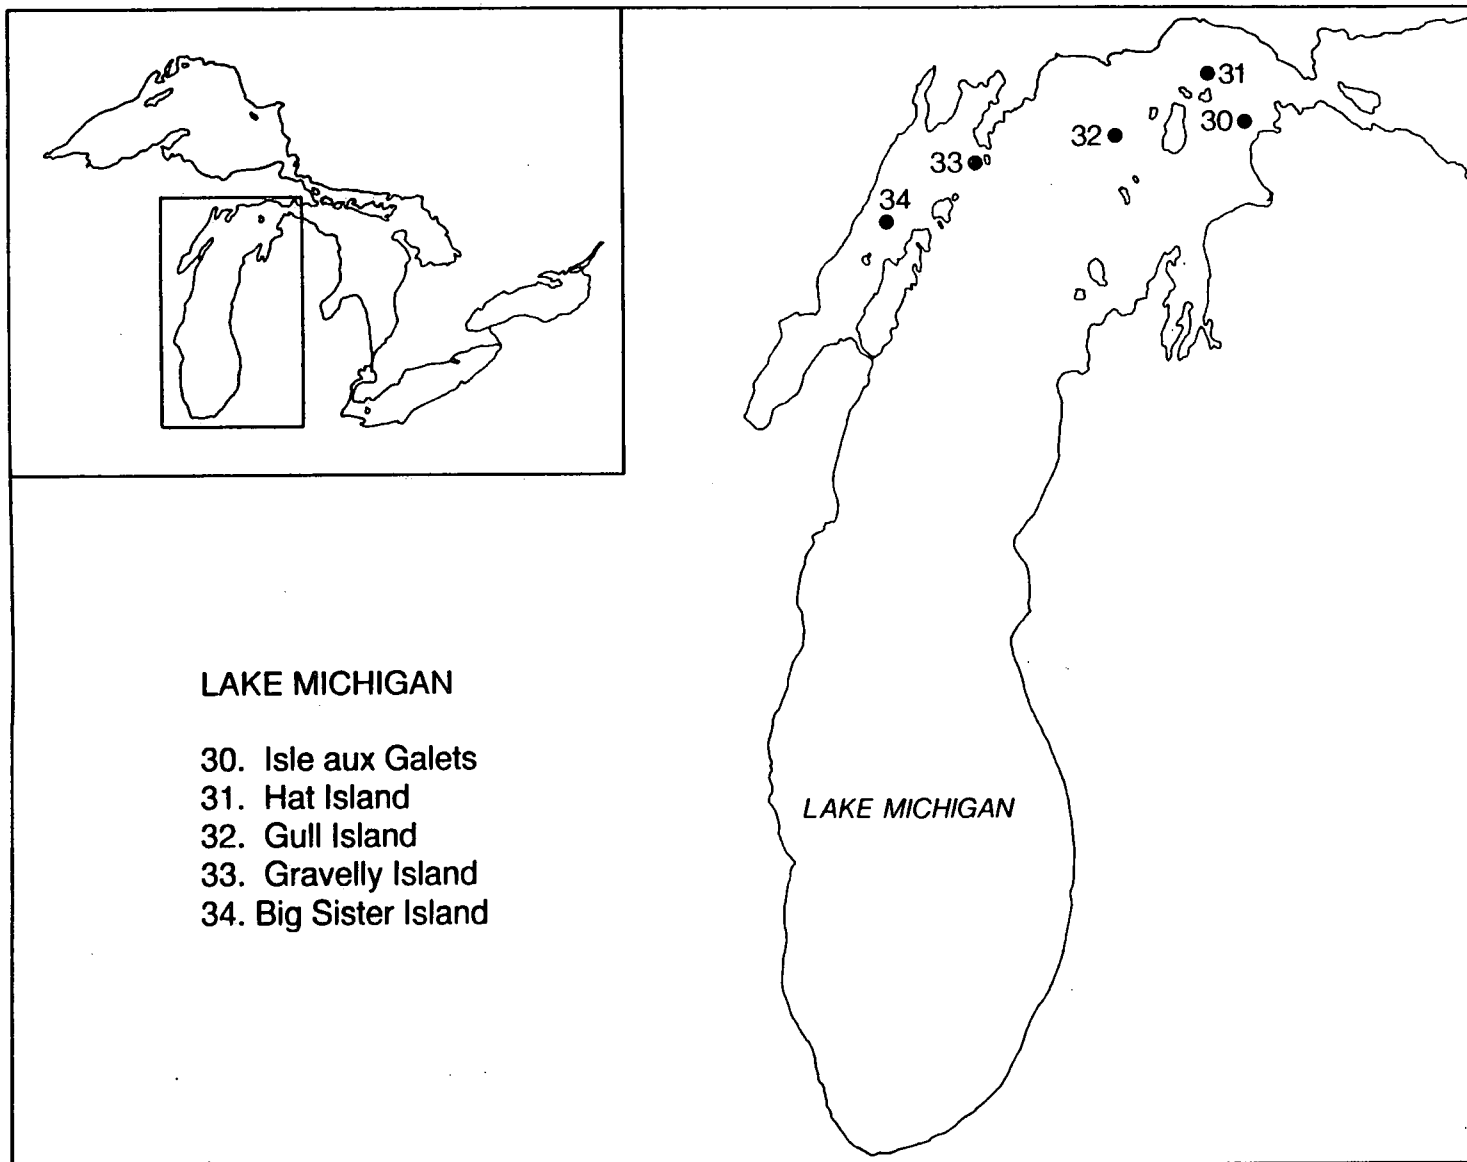 31
32
30
33
34
LAKE MICHIGAN
30. Isle aux Galets
31. Hat Island
32. Gull Island
33. Gravelly Island
34. Big Sister Island
LAKE MICHIGAN